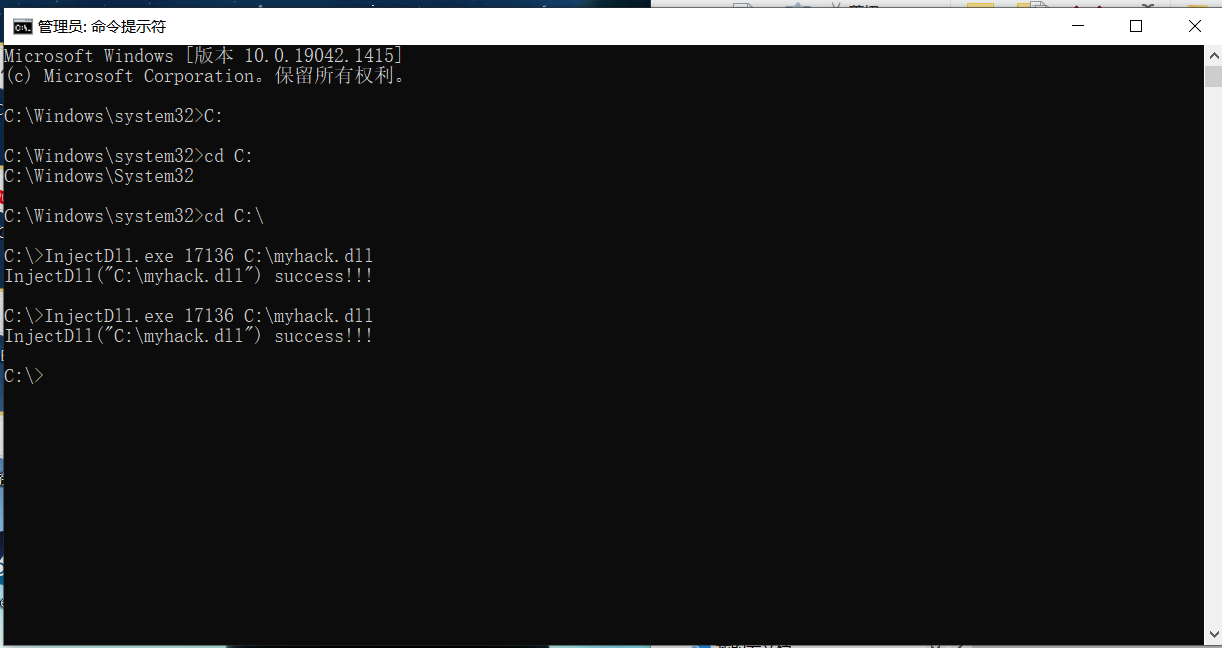 管理员: 命令提示符
Microsoft Windows [版本 10.0.19042.1415]
(c) Microsoft Corporation。保留所有权利。
C:\Windows\system32>C:
C:\Windows\system32>cd C:
C:\Windows\System32
C:\Windows\system32>cd C:\
C:\>InjectDll.exe 17136 C:\myhack.dll
InjectDll("C:\myhack.dll") success!!!
C:\>InjectDll.exe 17136 C:\myhack.dll
InjectDll("C:\myhack.dll") success!!!
C:\>